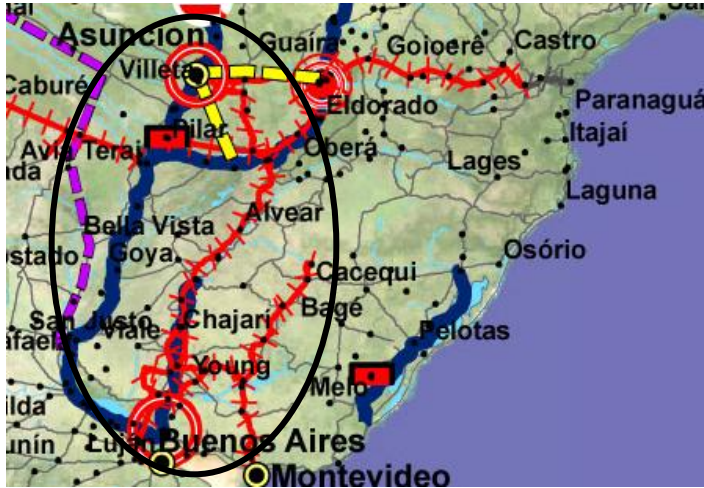 Asuncion
Guaíra
Goioerê
Castro
Villeta
Caburé
Eldorado
Paranaguá
Pilar
Itajaí
Avia Terai
Oberá
Lages
Laguna
Alvear
Bella Vista
Goya
Osório
Cacequi
Bagé
San Justo
Viale
Chajari
Pelotas
Young
Melo
Luján
Buenos Aires
Montevideo